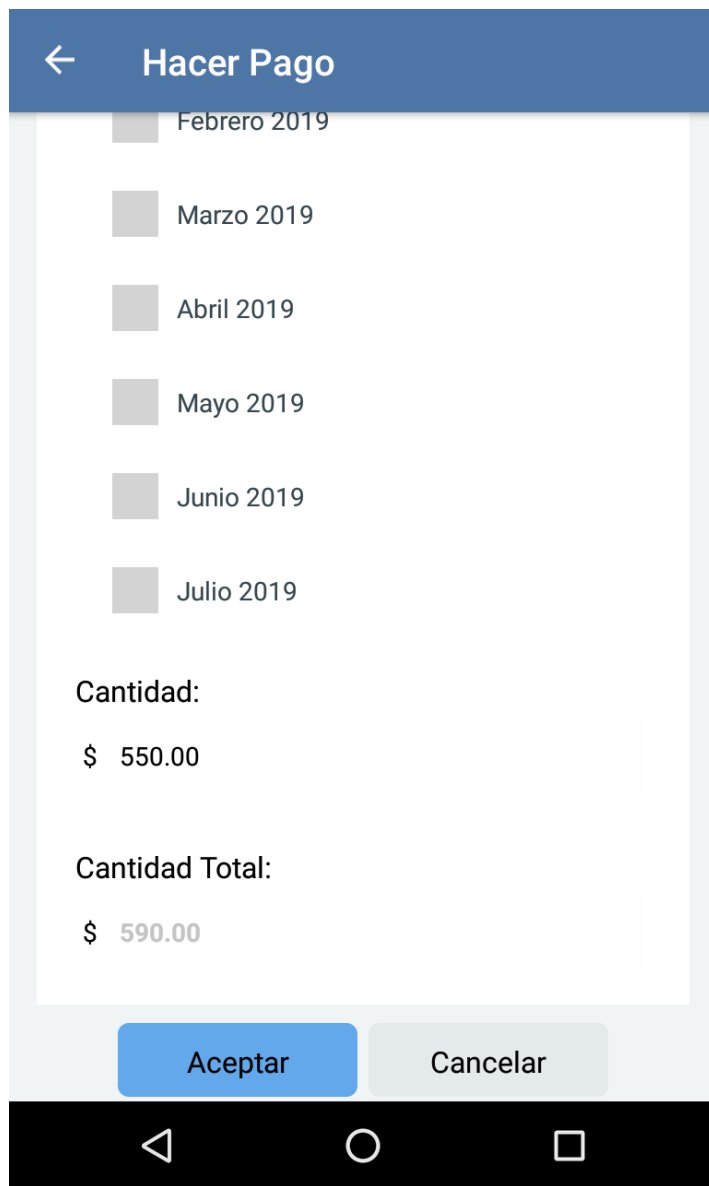 Hacer Pago
Febrero 2019
Marzo 2019
Abril 2019
Mayo 2019
Junio 2019
Julio 2019
Cantidad:
$ 550.00
Cantidad Total:
$ 590.00
Aceptar Cancelar